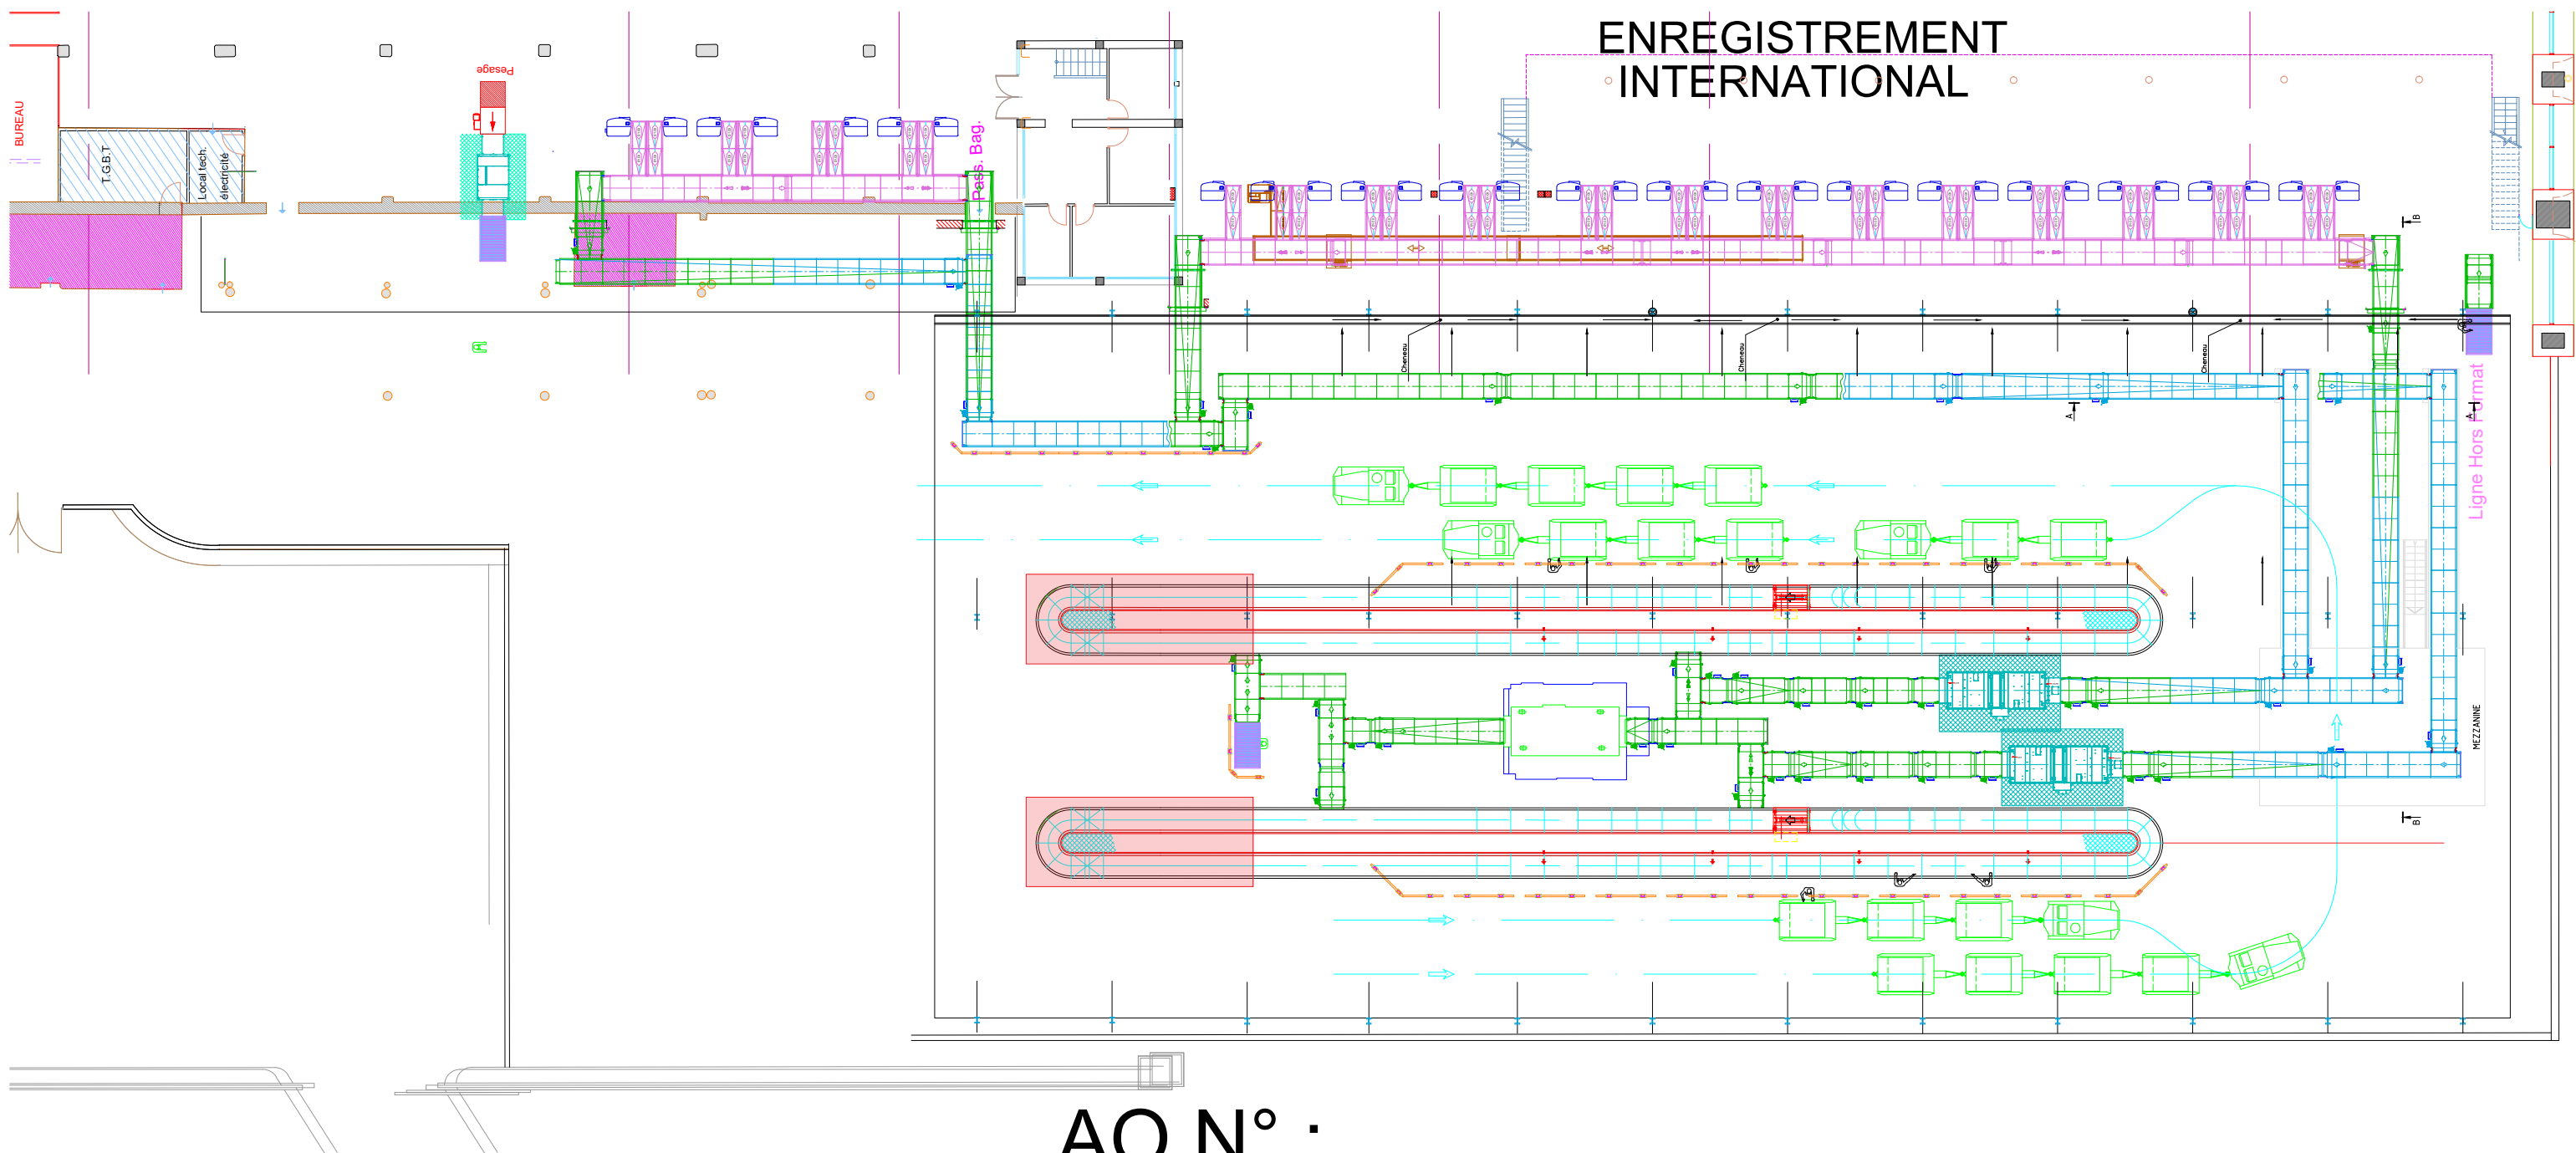 ENREGISTREMENT
INTERNATIONAL
Pesage
BUREAU
T.G.B.T
Local tech.
électricité
Pass. Bag.
B
Cheneau
Cheneau
Cheneau
A
A
Ligne Hors Format
MEZZANINE
B
AO N° :